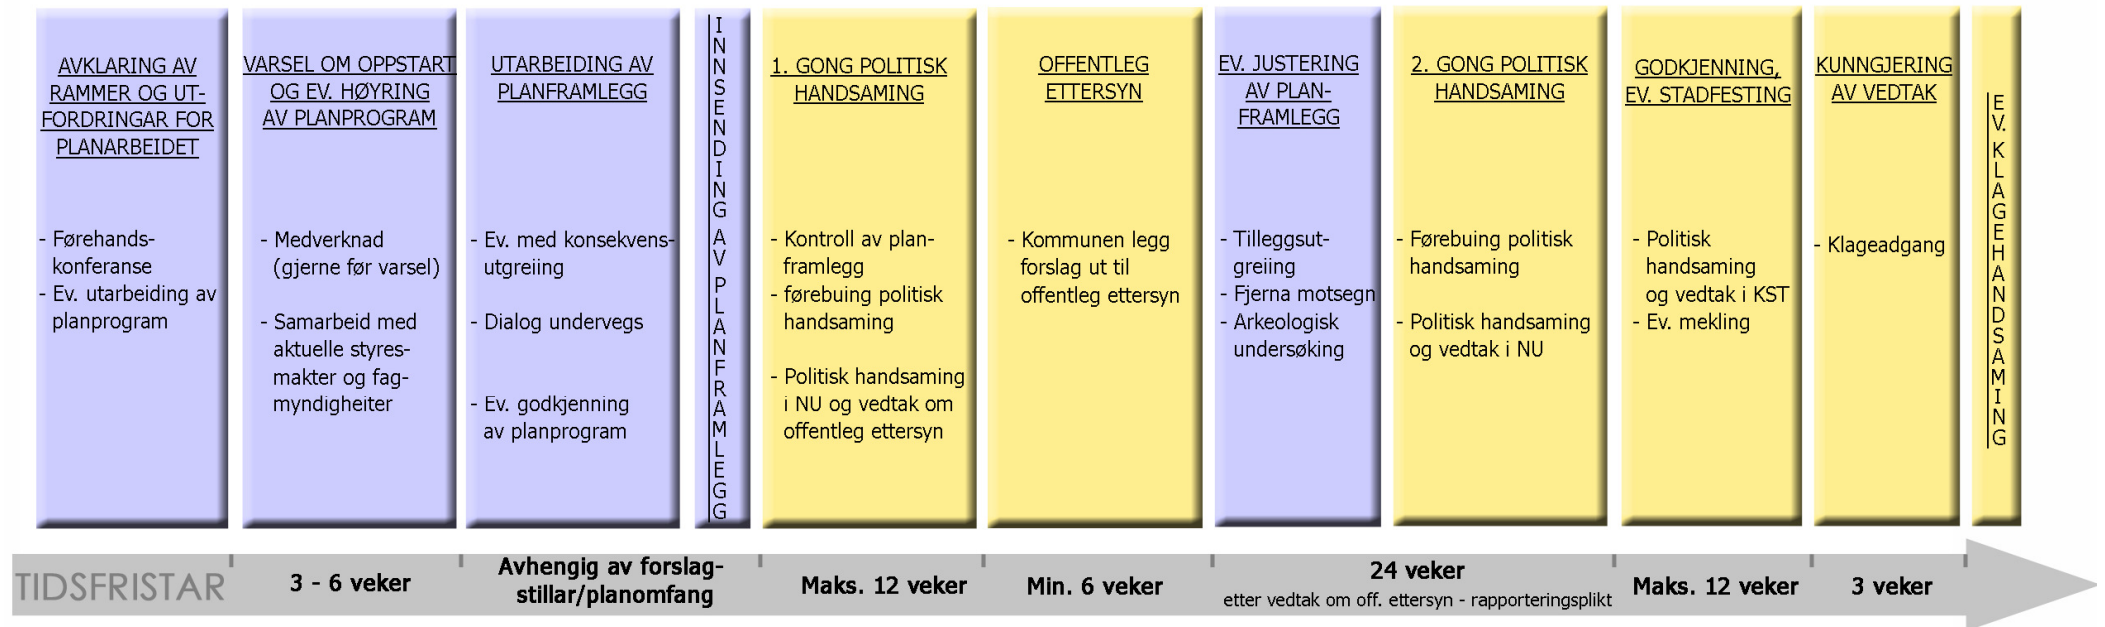 AVKLARING AV
RAMMER OG UT-
FORDRINGAR FOR
PLANARBEIDET
- Førehands-
konferanse
- Ev. utarbeiding av
planprogram
VARSEL OM OPPSTART
OG EV. HØYRING
AV PLANPROGRAM
- Medverknad
(gjerne før varsel)
- Samarbeid med
aktuelle styres-
makter og fag-
myndigheiter
UTARBEIDING AV
PLANFRAMLEGG
- Ev. med konsekvens-
utgreiing
- Dialog undervegs
- Ev. godkjenning
av planprogram
INNSENDING AV PLANFRAMLEGG
1. GONG POLITISK
HANDSAMING
- Kontroll av plan-
framlegg
- førebuing politisk
handsaming
- Politisk handsaming
i NU og vedtak om
offentleg ettersyn
OFFENTLEG
ETTERSYN
- Kommunen legg
forslag ut til
offentleg ettersyn
EV. JUSTERING
AV PLAN-
FRAMLEGG
- Tilleggsut-
greiing
- Fjerna motsegn
- Arkeologisk
undersøking
2. GONG POLITISK
HANDSAMING
- Førebuing politisk
handsaming
- Politisk handsaming
og vedtak i NU
GODKJENNING,
EV. STADFESTING
- Politisk
handsaming
og vedtak i KST
- Ev. mekling
KUNNGJERING
AV VEDTAK
- Klageadgang
EV. KLAGEHANDSAMING
TIDSFRISTAR
3 - 6 veker
Avhengig av forslag-
stillar/planomfang
Maks. 12 veker
Min. 6 veker
24 veker
etter vedtak om off. ettersyn - rapporteringsplikt
Maks. 12 veker
3 veker